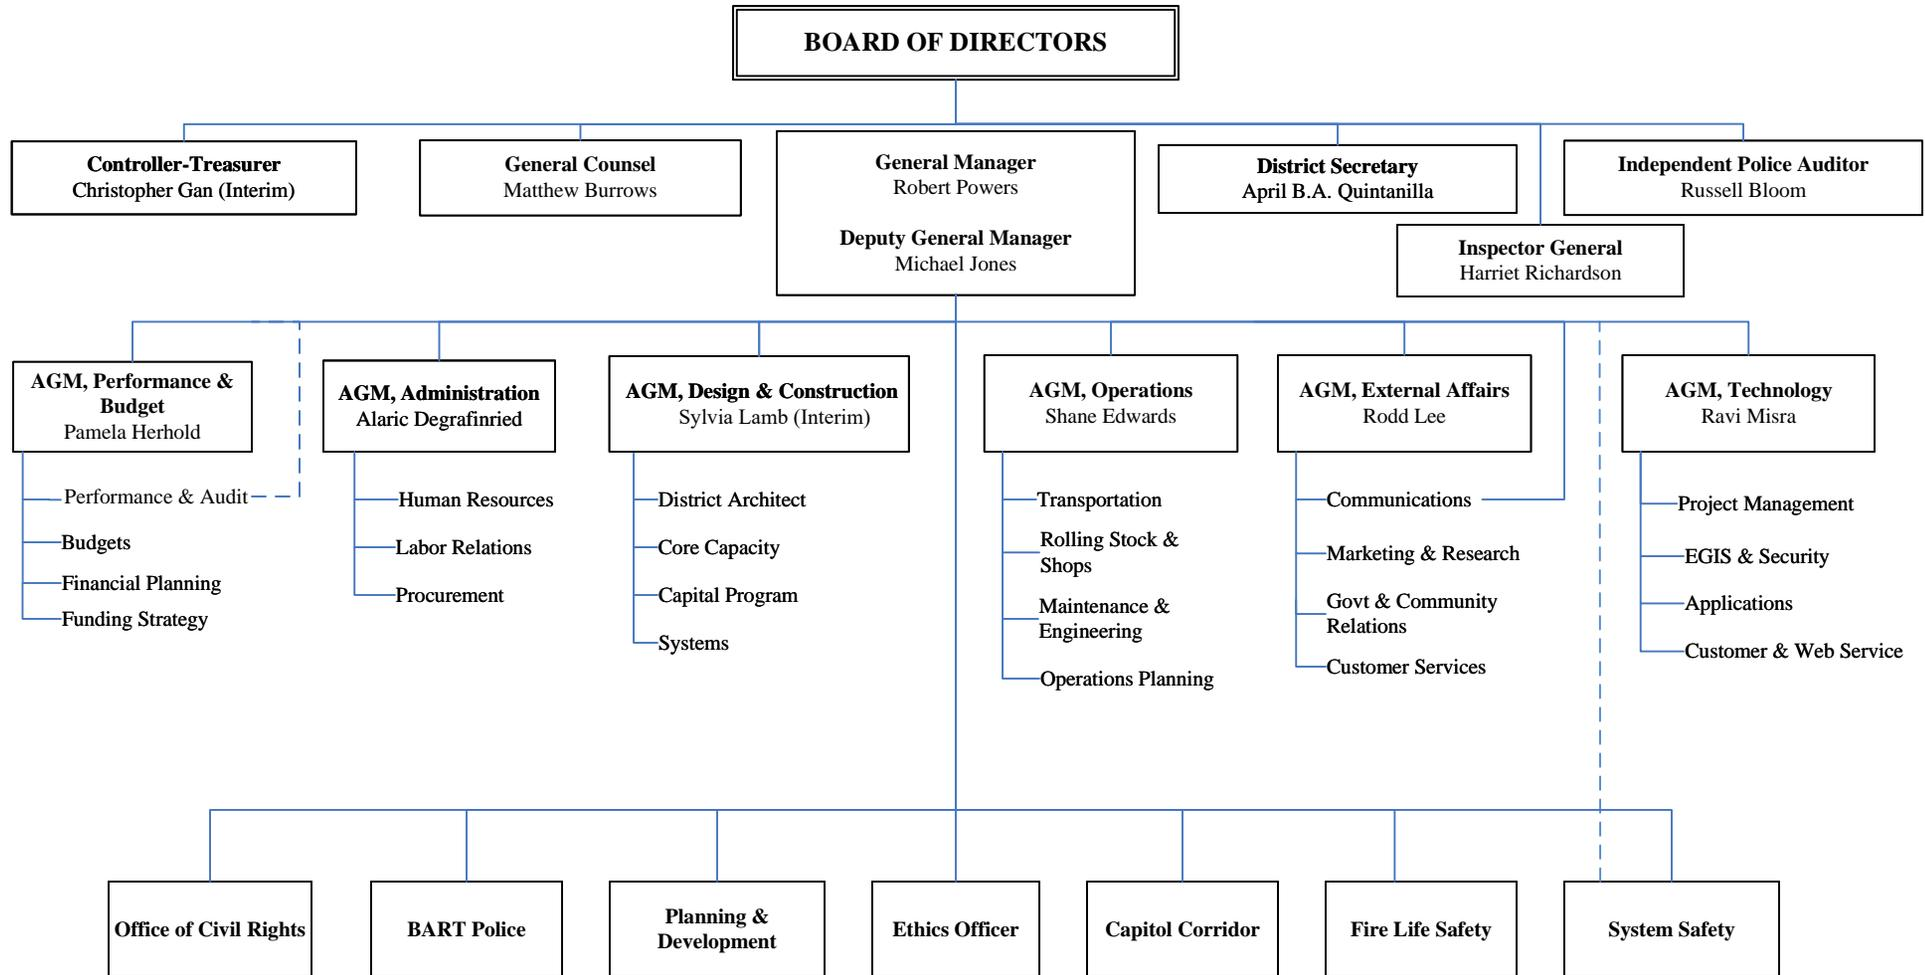 BOARD OF DIRECTORS
Controller-Treasurer
Christopher Gan (Interim)
General Counsel
Matthew Burrows
General Manager
Robert Powers
Deputy General Manager
Michael Jones
District Secretary
April B.A. Quintanilla
Independent Police Auditor
Russell Bloom
Inspector General
Harriet Richardson
AGM, Performance &
Budget
Pamela Herhold
Performance & Audit
Budgets
Financial Planning
Funding Strategy
AGM, Administration
Alaric Degrafinried
Human Resources
Labor Relations
Procurement
AGM, Design & Construction
Sylvia Lamb (Interim)
District Architect
Core Capacity
Capital Program
Systems
AGM, Operations
Shane Edwards
Transportation
Rolling Stock &
Shops
Maintenance &
Engineering
Operations Planning
AGM, External Affairs
Rodd Lee
Communications
Marketing & Research
Govt & Community
Relations
Customer Services
AGM, Technology
Ravi Misra
Project Management
EGIS & Security
Applications
Customer & Web Service
Office of Civil Rights
BART Police
Planning &
Development
Ethics Officer
Capitol Corridor
Fire Life Safety
System Safety